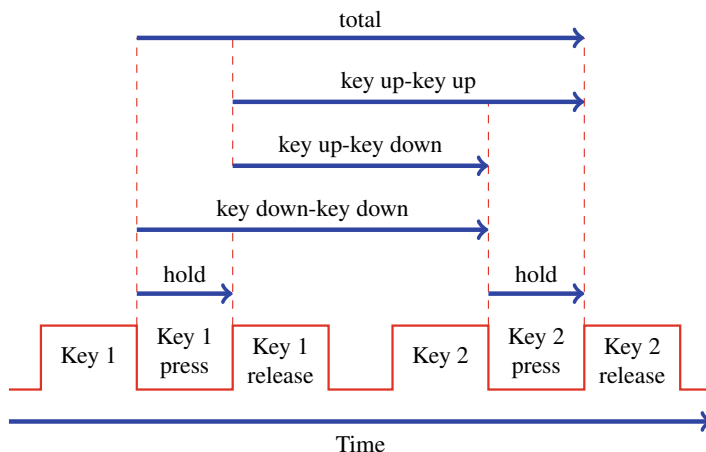 total
key up-key up
key up-key down
key down-key down
hold
hold
Key 1
Key 1
press
Key 1
release
Key 2
Key 2
press
Key 2
release
Time